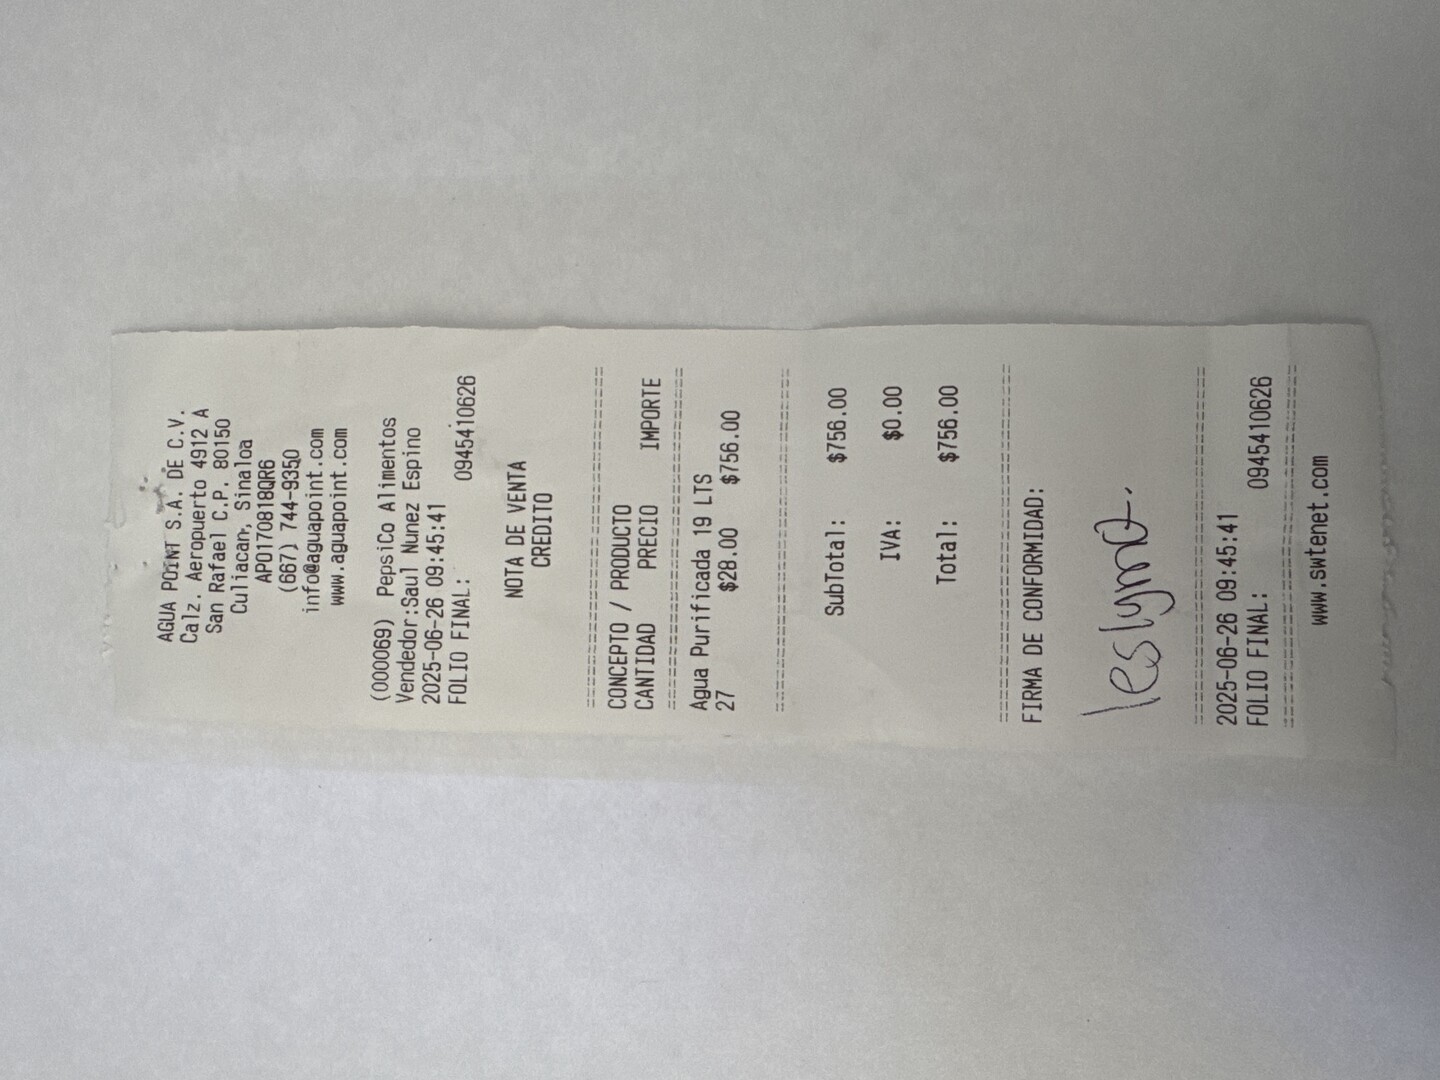 AGUA POINT S.A. DE C.V.
Calz. Aeropuerto 4912 A
San Rafael C.P. 80150
Culiacan, Sinaloa
APO170818QR6
(667) 744-9350
info@aguapoint.com
www.aguapoint.com
(000069) PepsiCo Alimentos
Vendedor:Saul Nunez Espino
2025-06-26 09:45:41
FOLIO FINAL: 0945410626
NOTA DE VENTA
CREDITO
CONCEPTO / PRODUCTO
CANTIDAD PRECIO IMPORTE
Agua Purificada 19 LTS
27 $28.00 $756.00
SubTotal: $756.00
IVA: $0.00
Total: $756.00
FIRMA DE CONFORMIDAD:
2025-06-26 09:45:41
FOLIO FINAL: 0945410626
www.swtenet.com